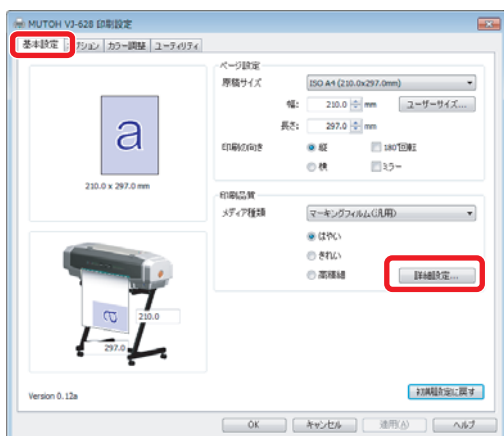 MUTOH VJ-628 印刷設定
基本設定 プション カラー調整 ユーティリティ
ページ設定
原稿サイズ ISO A4 (210.0x297.0mm)
幅: 210.0 mm ユーザーサイズ...
長さ: 297.0 mm
印刷の向き 縦 180°回転
横 ミラー
a
210.0 x 297.0 mm
印刷品質
メディア種類 マーキングフィルム(汎用)
はやい
きれい
高精細 詳細設定...
a
210.0
297.0
初期設定に戻す
Version 0.12a
OK キャンセル 適用(A) ヘルプ